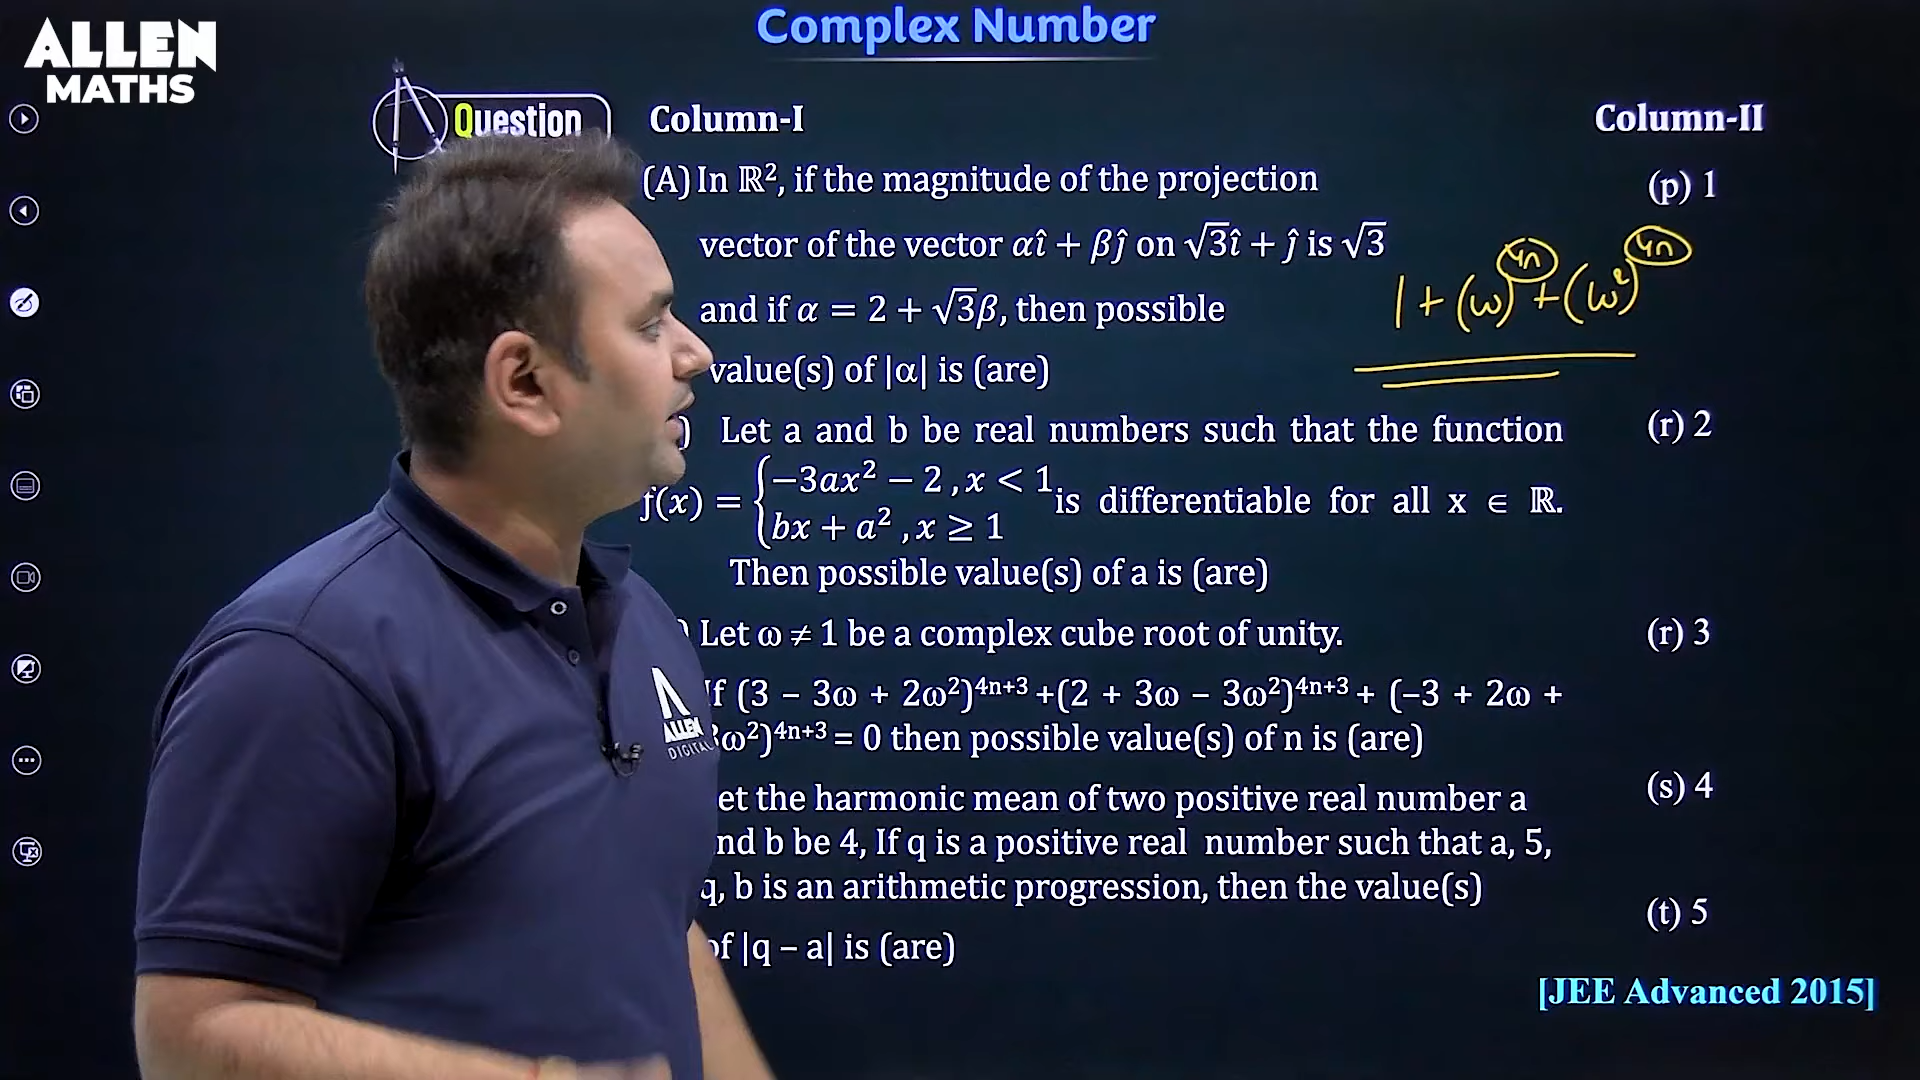 ALLEN
MATHS
Complex Number
Question
Column-I
Column-II
(A) In ℝ², if the magnitude of the projection
vector of the vector αî + βĵ on √3î + ĵ is √3
and if α = 2 + √3β, then possible
value(s) of |α| is (are)
(p) 1
1 + (ω)⁴ⁿ + (ω²)⁴ⁿ
) Let a and b be real numbers such that the function
f(x) = {−3ax² − 2 , x < 1
bx + a² , x ≥ 1
is differentiable for all x ∈ ℝ.
Then possible value(s) of a is (are)
(r) 2
) Let ω ≠ 1 be a complex cube root of unity.
(r) 3
If (3 – 3ω + 2ω²)⁴ⁿ⁺³ +(2 + 3ω – 3ω²)⁴ⁿ⁺³ + (–3 + 2ω +
3ω²)⁴ⁿ⁺³ = 0 then possible value(s) of n is (are)
et the harmonic mean of two positive real number a
nd b be 4, If q is a positive real number such that a, 5,
q, b is an arithmetic progression, then the value(s)
of |q – a| is (are)
(s) 4
(t) 5
[JEE Advanced 2015]
ALLEN
DIGITAL